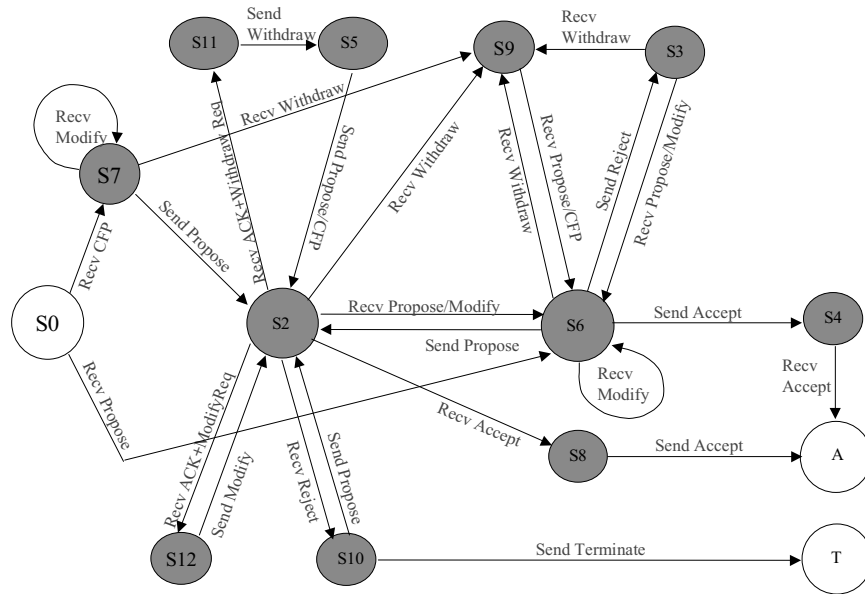 Send
Withdraw
S11
S5
S9
Recv
Withdraw
S3
Recv
Modify
S7
Recv Withdraw
Recv ACK+Withdraw Req
Send Propose/CFP
Recv Withdraw
Recv Withdraw
Recv Propose/CFP
Send Reject
Recv Propose/Modify
Send Propose
Recv CFP
S0
S2
Recv Propose/Modify
Send Propose
S6
Send Accept
S4
Recv
Modify
Recv
Accept
Recv Propose
Recv ACK+ModifyReq
Send Modify
Recv Reject
Send Propose
Recv Accept
S8
Send Accept
A
S12
S10
Send Terminate
T